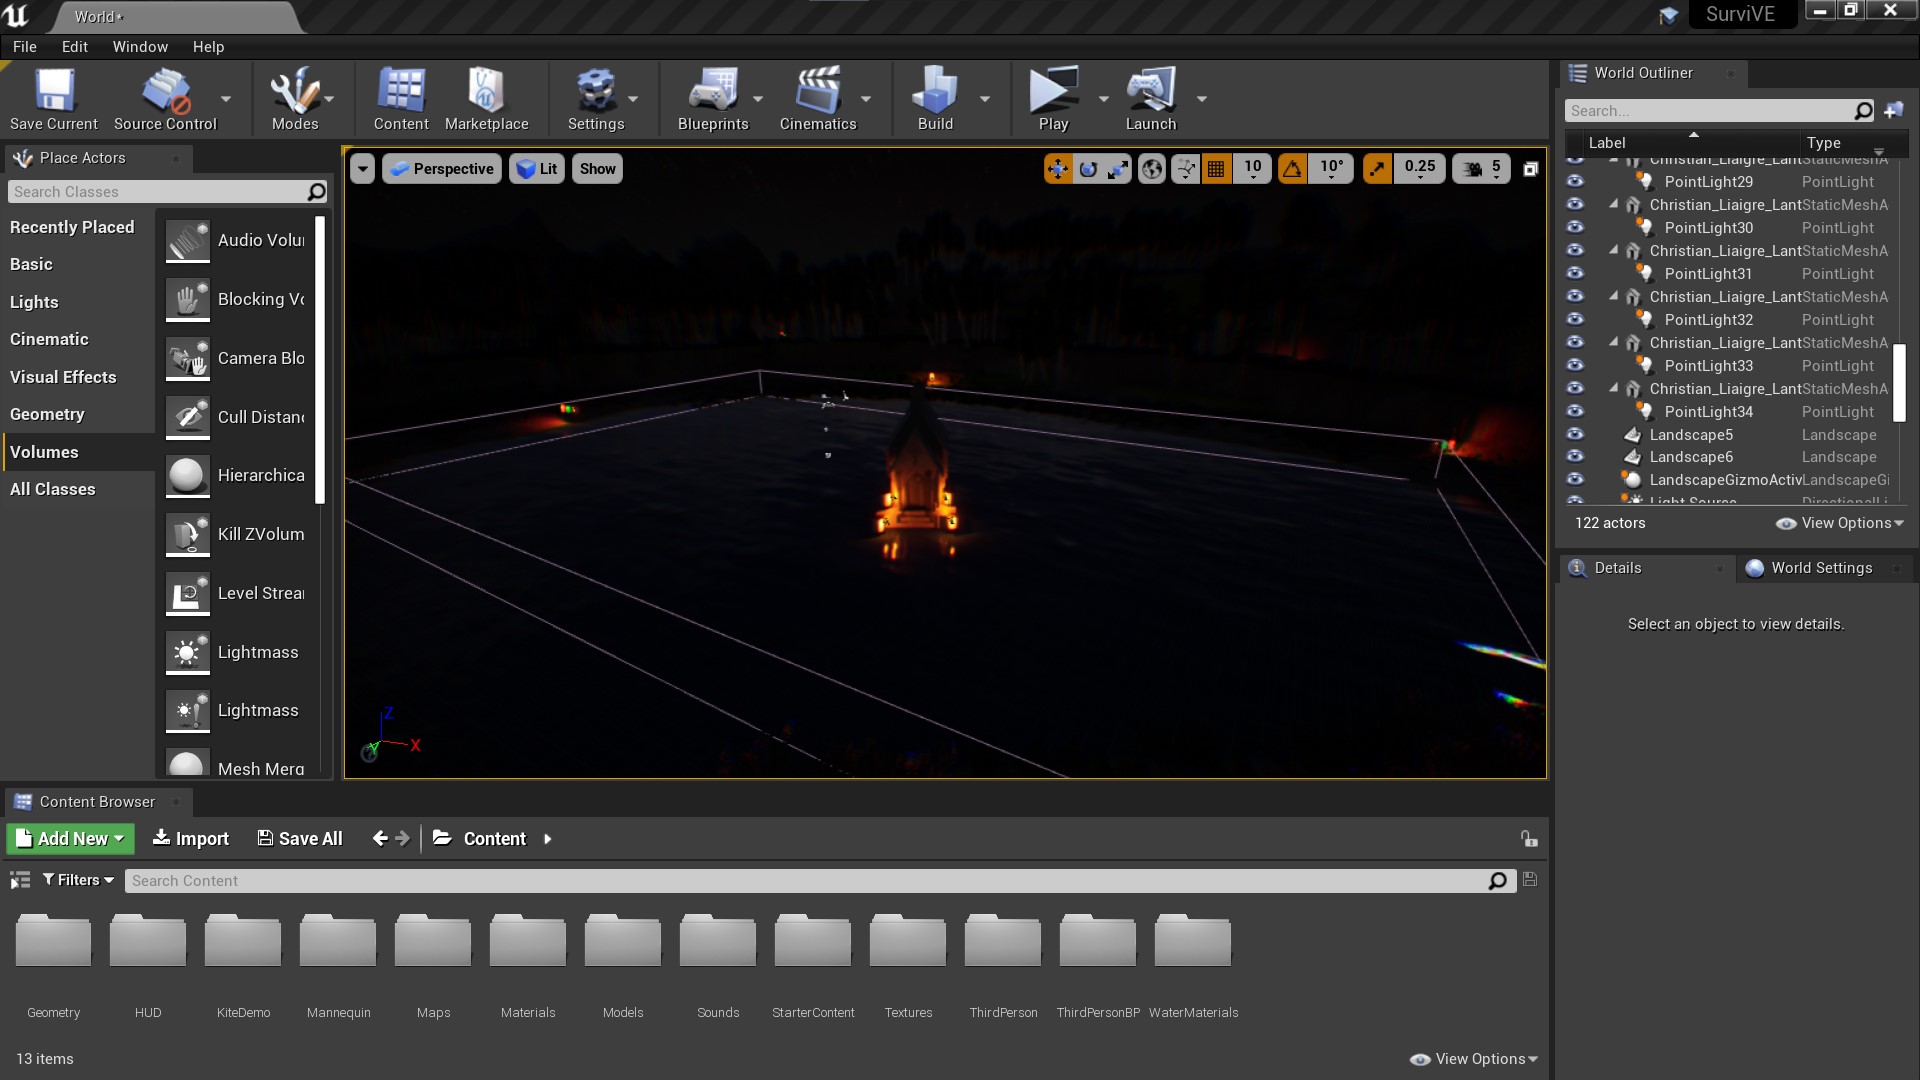 World*
SurviVE
File Edit Window Help
Save Current
Source Control
Modes
Content
Marketplace
Settings
Blueprints
Cinematics
Build
Play
Launch
Place Actors
Search Classes
Recently Placed
Basic
Lights
Cinematic
Visual Effects
Geometry
Volumes
All Classes
Audio Volu
Blocking Vo
Camera Blo
Cull Distan
Hierarchica
Kill ZVolum
Level Strea
Lightmass
Lightmass
Mesh Merg
Perspective
Lit
Show
10
10°
0.25
5
Z
X
Y
World Outliner
Search...
Label Type
Christian_Liaigre_Lant StaticMeshA
PointLight29 PointLight
Christian_Liaigre_Lant StaticMeshA
PointLight30 PointLight
Christian_Liaigre_Lant StaticMeshA
PointLight31 PointLight
Christian_Liaigre_Lant StaticMeshA
PointLight32 PointLight
Christian_Liaigre_Lant StaticMeshA
PointLight33 PointLight
Christian_Liaigre_Lant StaticMeshA
PointLight34 PointLight
Landscape5 Landscape
Landscape6 Landscape
LandscapeGizmoActiv LandscapeGi
Light Source DirectionalLi
122 actors
View Options
Details
World Settings
Select an object to view details.
Content Browser
Add New
Import
Save All
Content
Filters
Search Content
Geometry
HUD
KiteDemo
Mannequin
Maps
Materials
Models
Sounds
StarterContent
Textures
ThirdPerson
ThirdPersonBP
WaterMaterials
13 items
View Options